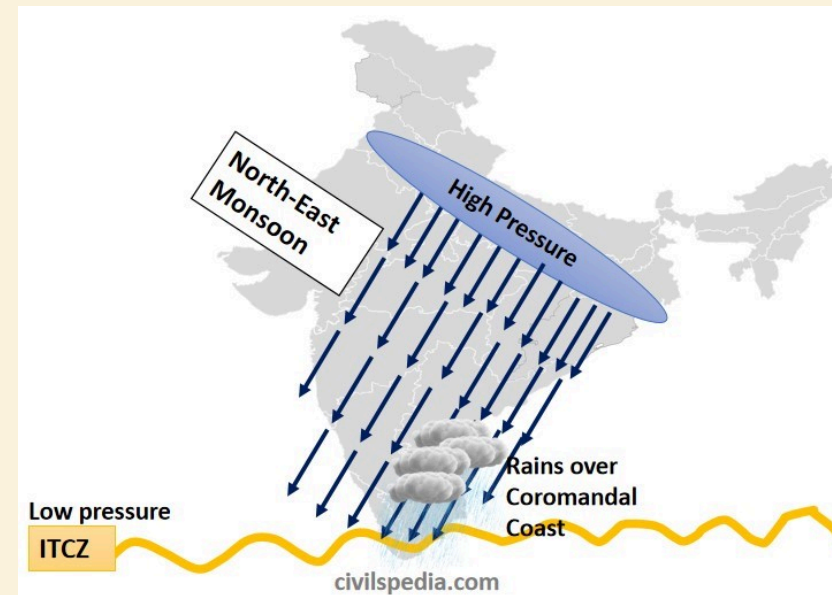 North-East
Monsoon
High Pressure
Rains over
Coromandal
Coast
Low pressure
ITCZ
civilspedia.com